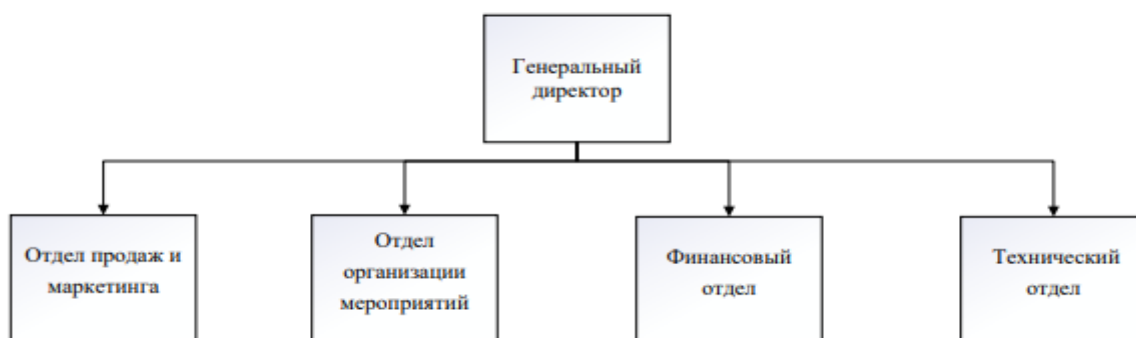 Генеральный
директор
Отдел продаж и
маркетинга
Отдел
организации
мероприятий
Финансовый
отдел
Технический
отдел